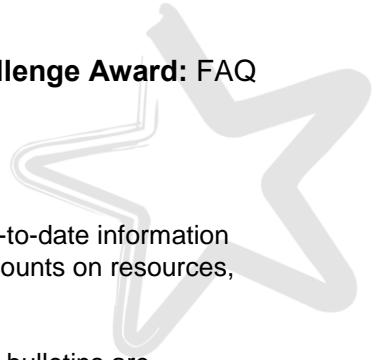 llenge Award: FAQ
-to-date information
ounts on resources,
bulletins are